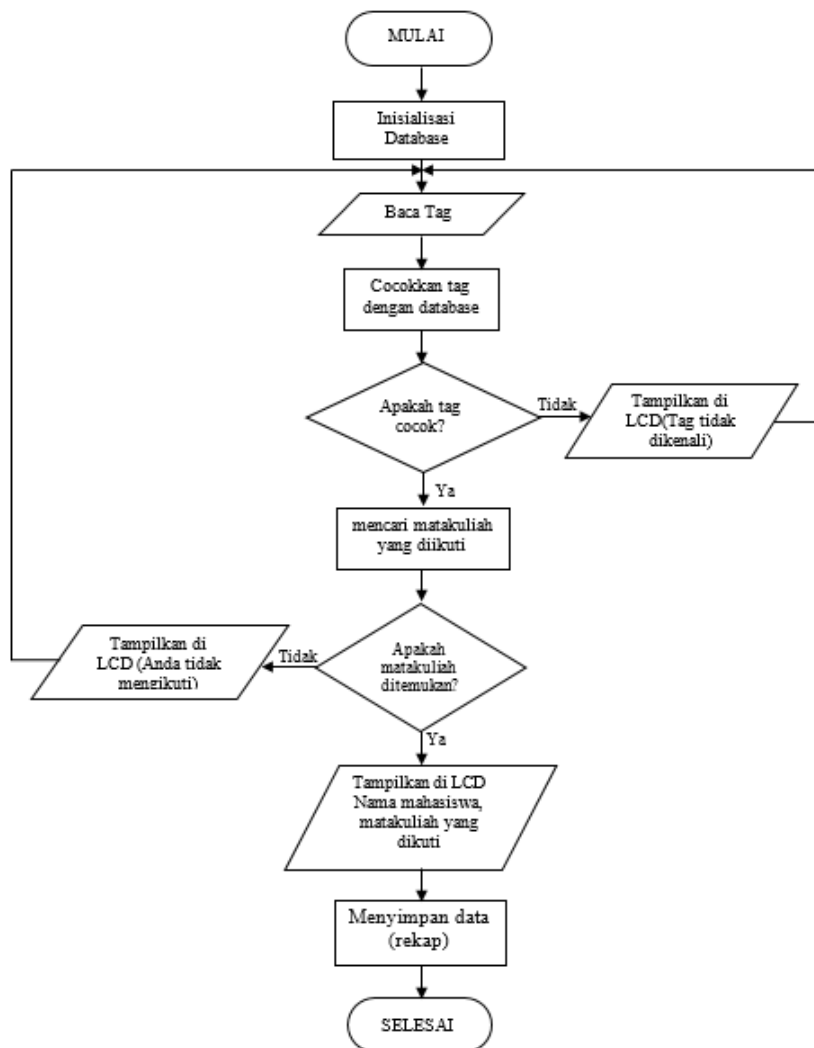 MULAI
Inisialisasi
Database
Baca Tag
Cocokkan tag
dengan database
Apakah tag
cocok?
Tidak
Tampilkan di
LCD(Tag tidak
dikenali)
Ya
mencari matakuliah
yang diikuti
Apakah
matakuliah
ditemukan?
Tidak
Tampilkan di
LCD (Anda tidak
mengikuti)
Ya
Tampilkan di LCD
Nama mahasiswa,
matakuliah yang
dikuti
Menyimpan data
(rekap)
SELESAI